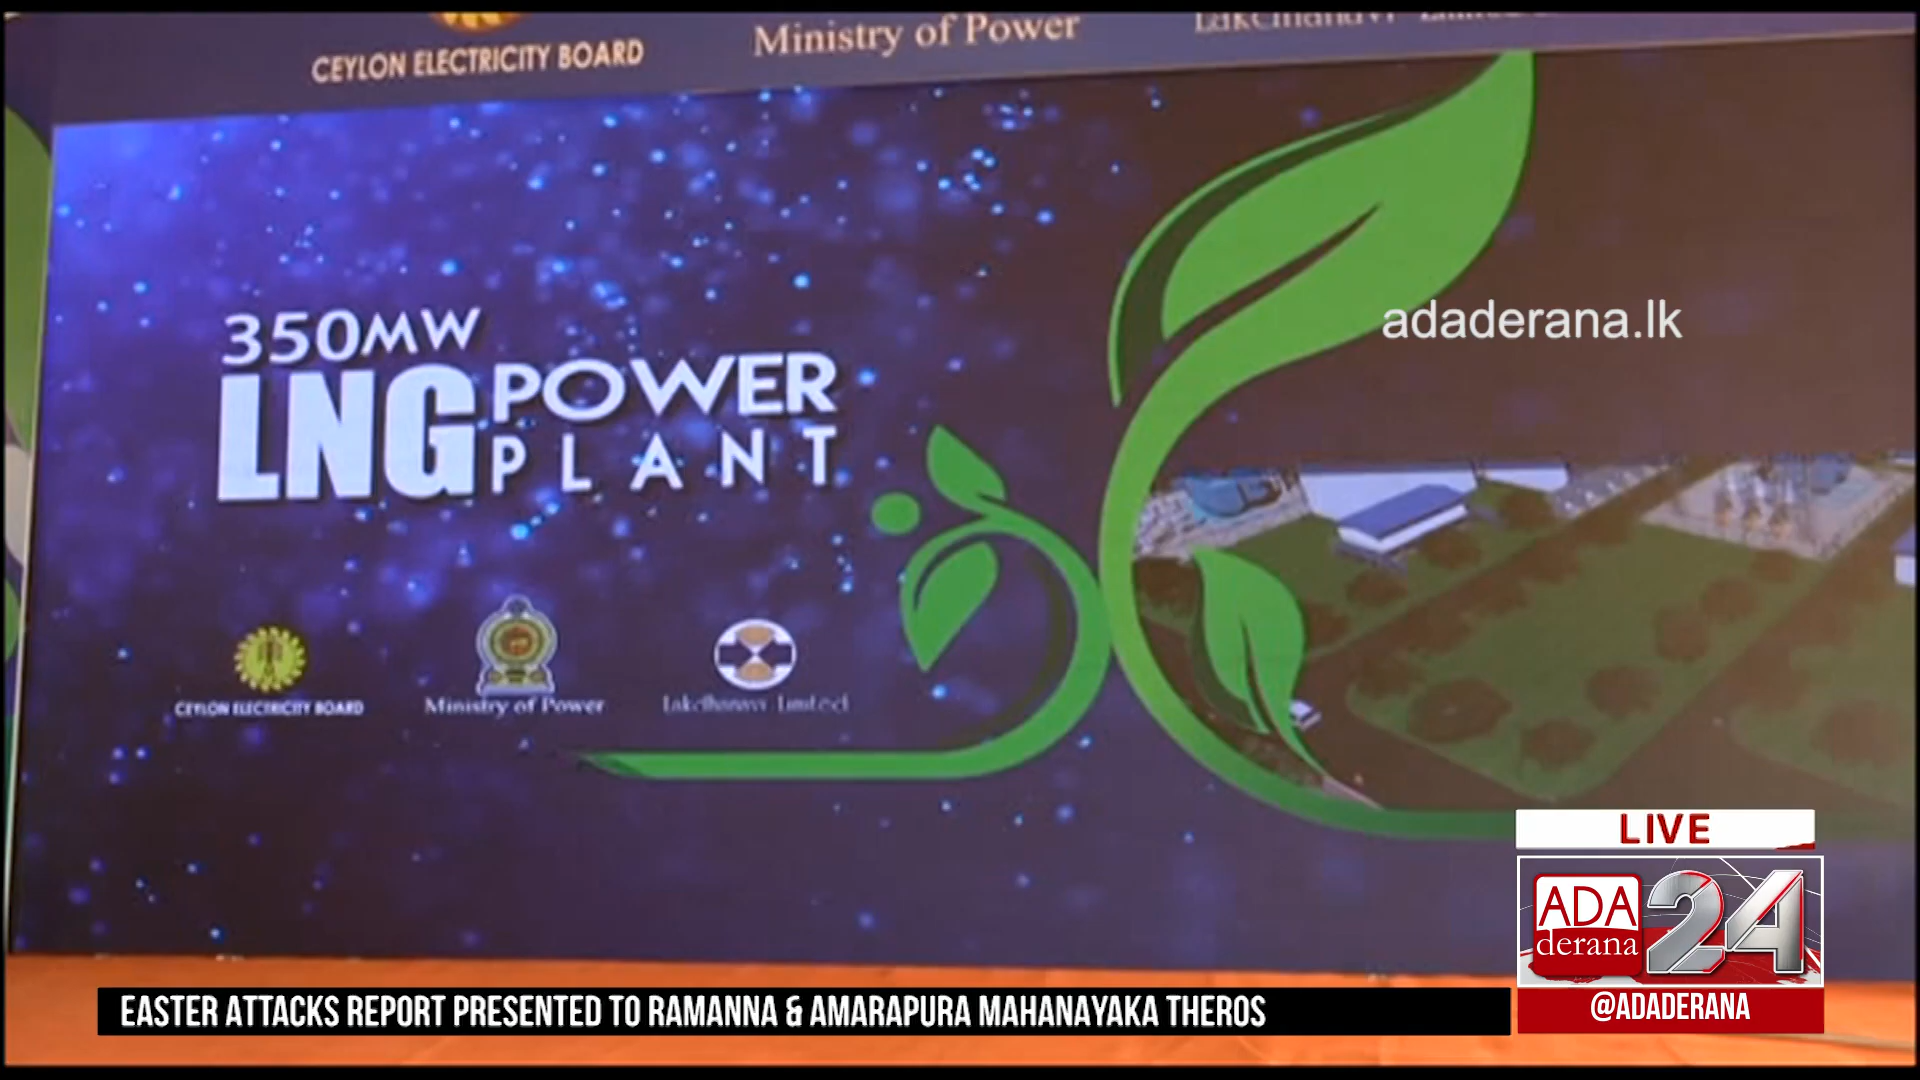 CEYLON ELECTRICITY BOARD
Ministry of Power
350MW
LNG POWER
PLANT
adaderana.lk
CEYLON ELECTRICITY BOARD
Ministry of Power
Lakdhanavi Limited
LIVE
ADA
derana
24
@ADADERANA
EASTER ATTACKS REPORT PRESENTED TO RAMANNA & AMARAPURA MAHANAYAKA THEROS